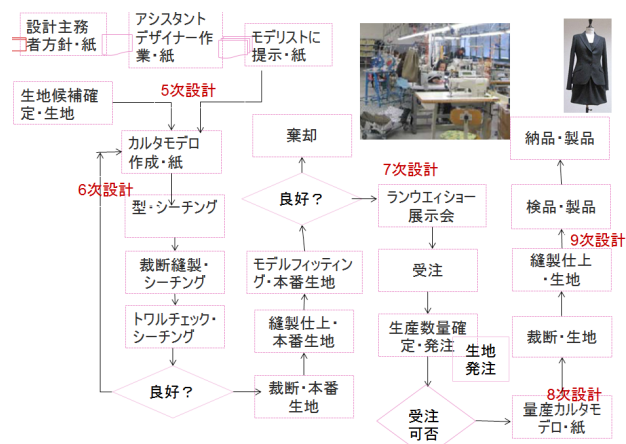 設計主務
者方針・紙
アシスタント
デザイナー作
業・紙
モデリストに
提示・紙
生地候補確
定・生地
5次設計
カルタモデロ
作成・紙
6次設計
型・シーチング
裁断縫製・
シーチング
トワルチェック・
シーチング
良好？
裁断・本番
生地
縫製仕上・
本番生地
モデルフィッティ
ング・本番生地
良好？
棄却
7次設計
ランウエィショー
展示会
受注
生産数量確
定・発注
生地
発注
受注
可否
8次設計
量産カルタモ
デロ・紙
裁断・生地
縫製仕上
・生地
9次設計
検品・製品
納品・製品